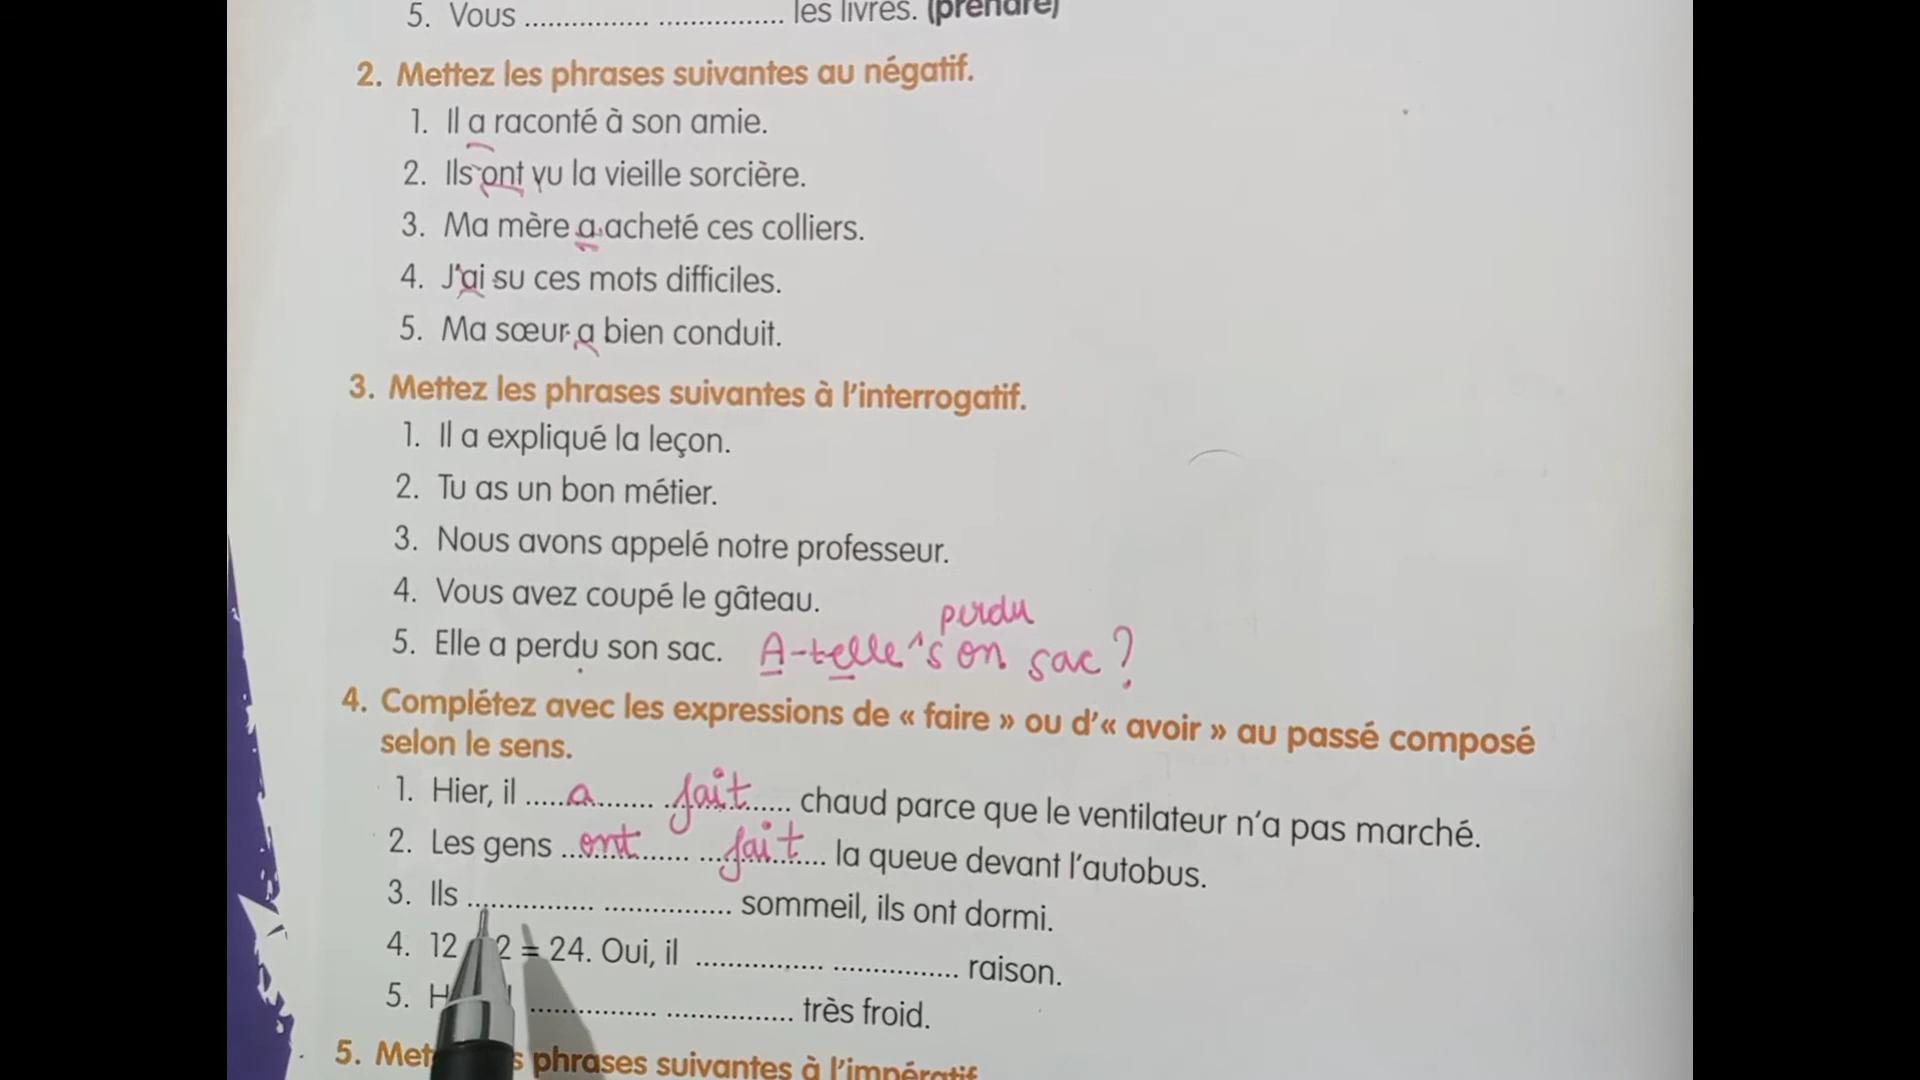 5. Vous ................ ................ les livres. (prendre)
2. Mettez les phrases suivantes au négatif.
1. Il a raconté à son amie.
2. Ils ont vu la vieille sorcière.
3. Ma mère a acheté ces colliers.
4. J'ai su ces mots difficiles.
5. Ma sœur a bien conduit.
3. Mettez les phrases suivantes à l'interrogatif.
1. Il a expliqué la leçon.
2. Tu as un bon métier.
3. Nous avons appelé notre professeur.
4. Vous avez coupé le gâteau.
perdu
5. Elle a perdu son sac. A-telle ^ son sac ?
4. Complétez avec les expressions de « faire » ou d'« avoir » au passé composé
selon le sens.
1. Hier, il .....a........ ..fait..... chaud parce que le ventilateur n'a pas marché.
2. Les gens ..ont....... ...fait... la queue devant l'autobus.
3. Ils ................ ................ sommeil, ils ont dormi.
4. 12 2 = 24. Oui, il ................ ................ raison.
5. H ................ ................ très froid.
5. Met s phrases suivantes à l'impératif